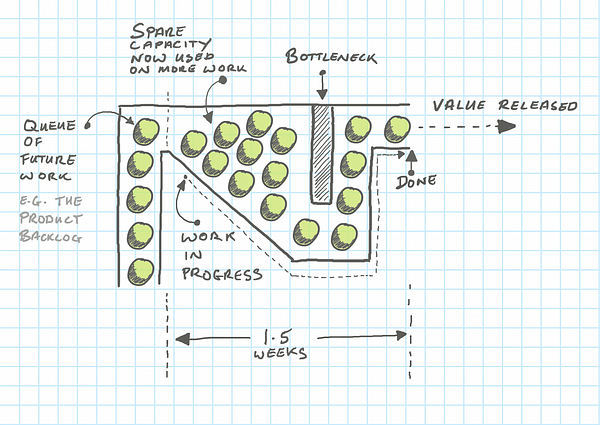 SPARE
CAPACITY
NOW USED
ON MORE WORK
BOTTLENECK
VALUE RELEASED
QUEUE
OF
FUTURE
WORK
E.G. THE
PRODUCT
BACKLOG
DONE
WORK
IN
PROGRESS
1.5
WEEKS